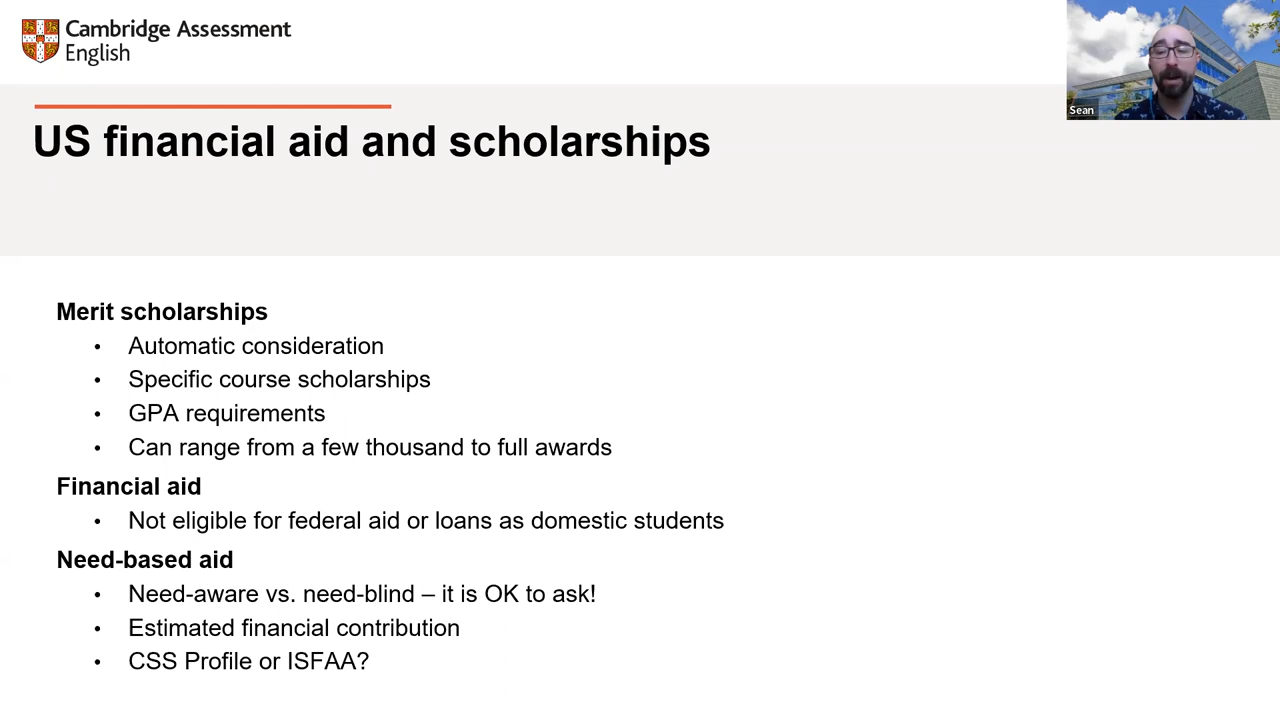 Cambridge Assessment
English
Sean
US financial aid and scholarships
Merit scholarships
• Automatic consideration
• Specific course scholarships
• GPA requirements
• Can range from a few thousand to full awards
Financial aid
• Not eligible for federal aid or loans as domestic students
Need-based aid
• Need-aware vs. need-blind – it is OK to ask!
• Estimated financial contribution
• CSS Profile or ISFAA?